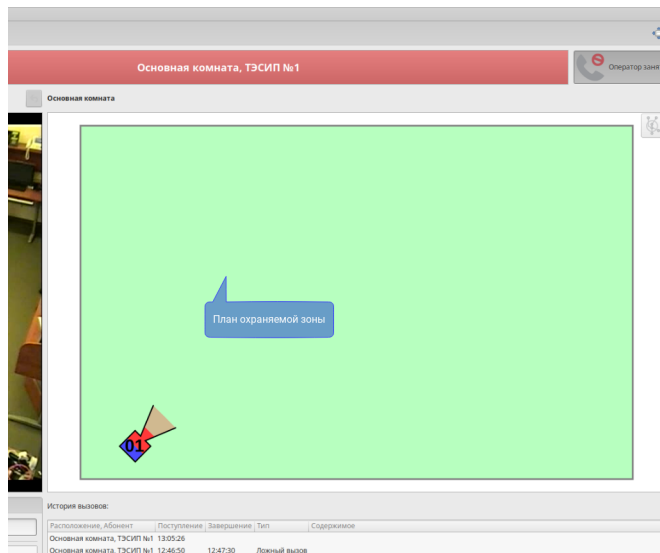 Основная комната, ТЭСИП №1
Оператор заня
Основная комната
План охраняемой зоны
01
История вызовов:
Расположение, Абонент Поступление Завершение Тип Содержимое
Основная комната, ТЭСИП №1 13:05:26
Основная комната, ТЭСИП №1 12:46:50 12:47:30 Ложный вызов